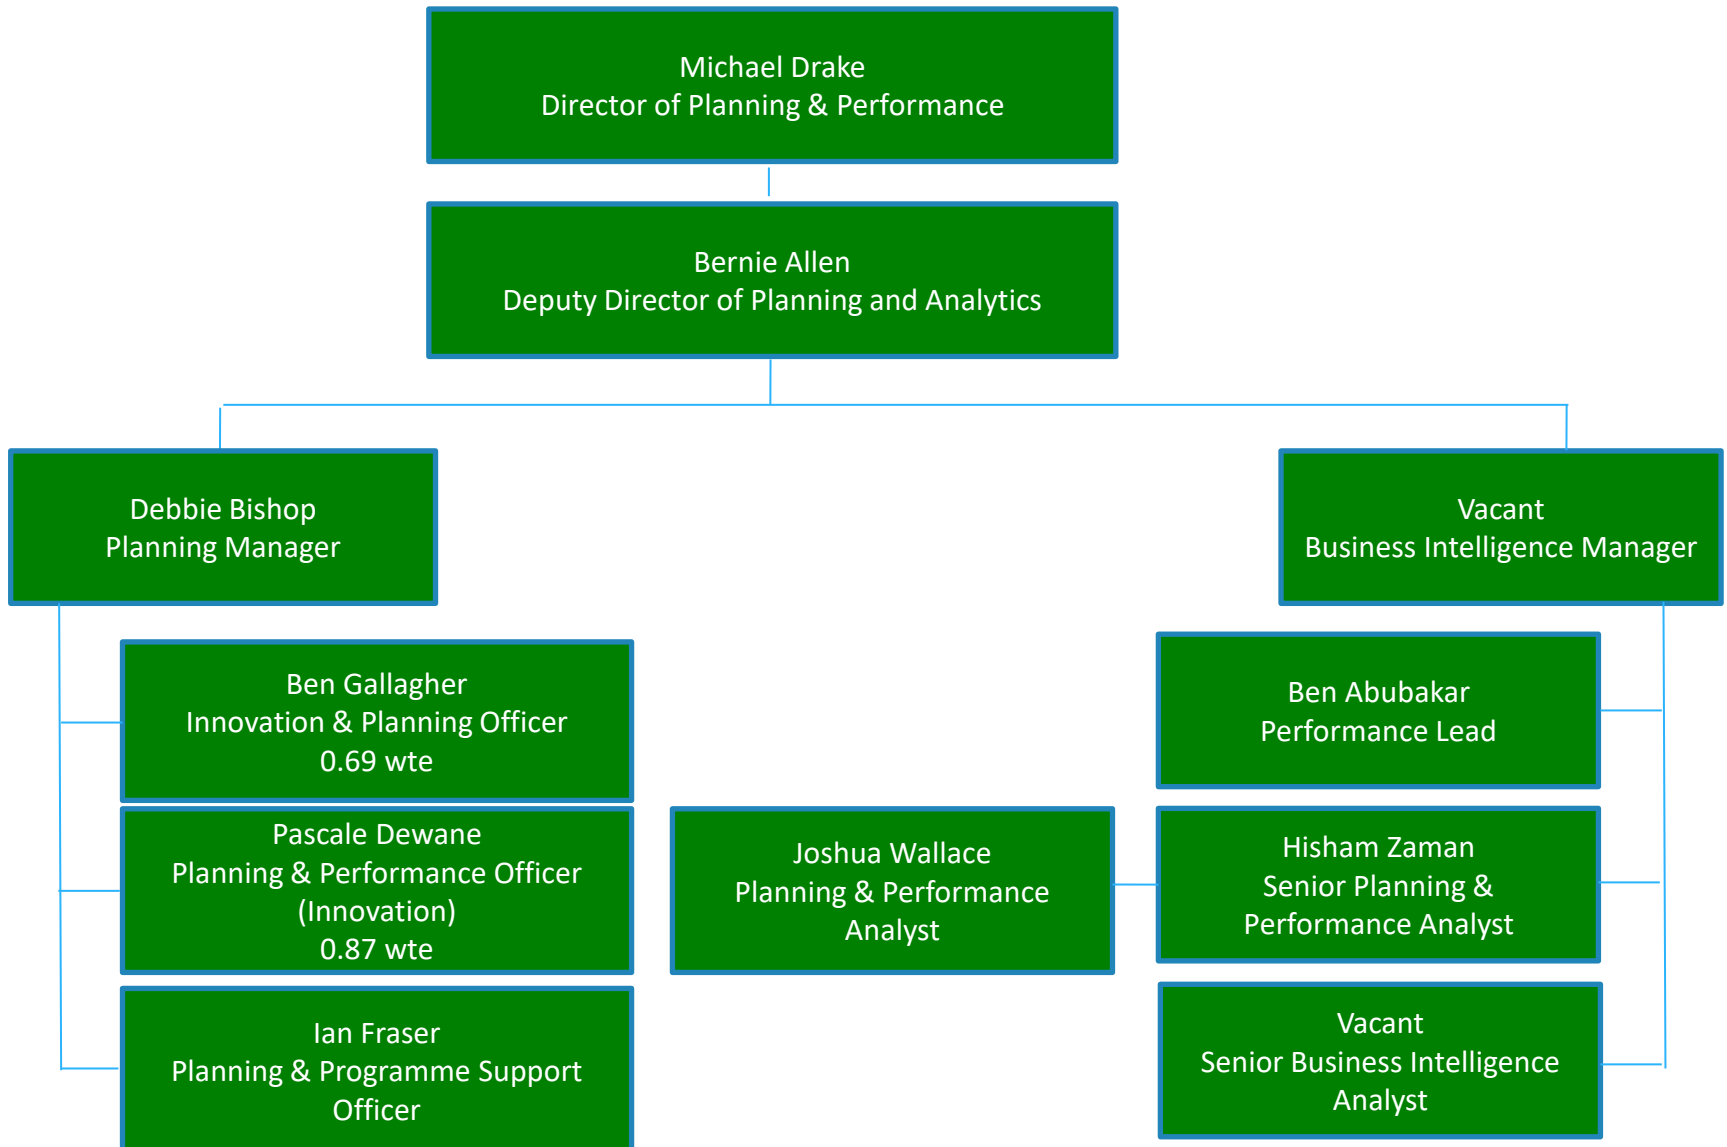 Michael Drake
Director of Planning & Performance
Bernie Allen
Deputy Director of Planning and Analytics
Debbie Bishop
Planning Manager
Vacant
Business Intelligence Manager
Ben Gallagher
Innovation & Planning Officer
0.69 wte
Ben Abubakar
Performance Lead
Pascale Dewane
Planning & Performance Officer
(Innovation)
0.87 wte
Joshua Wallace
Planning & Performance
Analyst
Hisham Zaman
Senior Planning &
Performance Analyst
Ian Fraser
Planning & Programme Support
Officer
Vacant
Senior Business Intelligence
Analyst